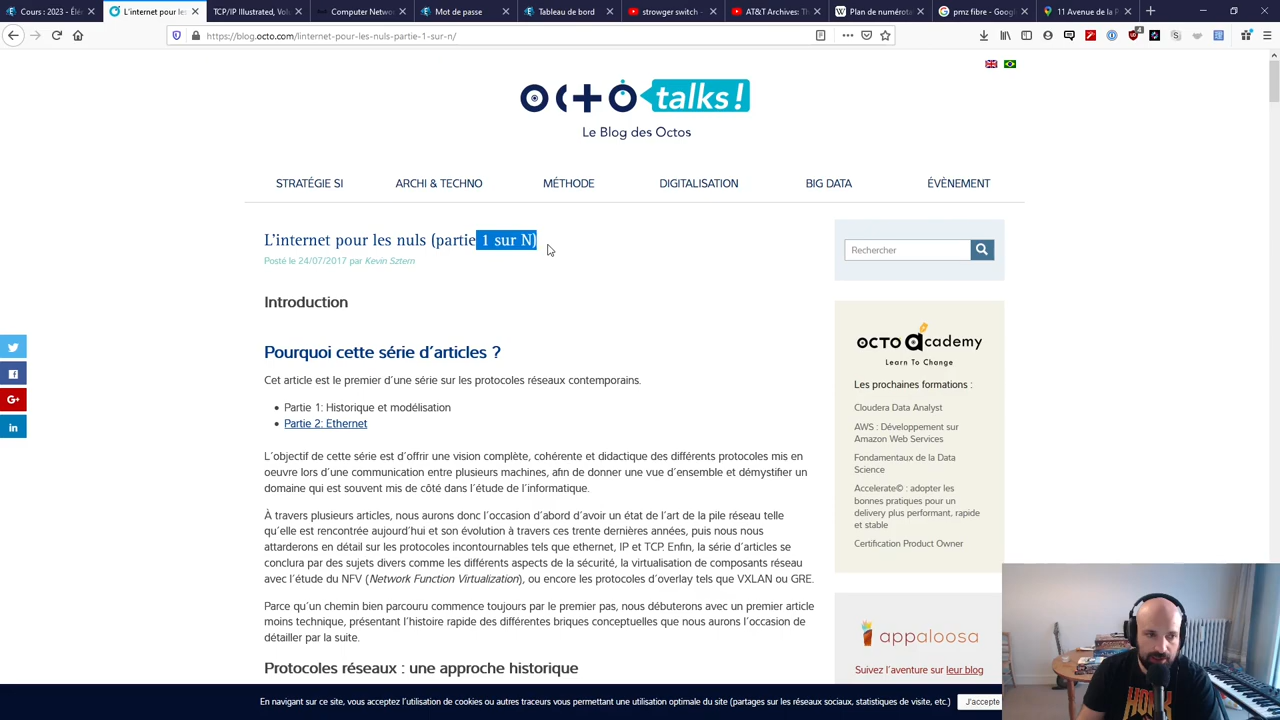 Cours : 2023 - Élé
L'internet pour les
TCP/IP Illustrated, Vol
Computer Network
Mot de passe
Tableau de bord
strowger switch -
AT&T Archives: Th
Plan de numérota
pmz fibre - Google
11 Avenue de la P
https://blog.octo.com/linternet-pour-les-nuls-partie-1-sur-n/
OCTO talks!
Le Blog des Octos
STRATÉGIE SI
ARCHI & TECHNO
MÉTHODE
DIGITALISATION
BIG DATA
ÉVÈNEMENT
L'internet pour les nuls (partie 1 sur N)
Posté le 24/07/2017 par Kevin Sztern
Introduction
Pourquoi cette série d'articles ?
Cet article est le premier d'une série sur les protocoles réseaux contemporains.
Partie 1: Historique et modélisation
Partie 2: Ethernet
L'objectif de cette série est d'offrir une vision complète, cohérente et didactique des différents protocoles mis en
oeuvre lors d'une communication entre plusieurs machines, afin de donner une vue d'ensemble et démystifier un
domaine qui est souvent mis de côté dans l'étude de l'informatique.
À travers plusieurs articles, nous aurons donc l'occasion d'abord d'avoir un état de l'art de la pile réseau telle
qu'elle est rencontrée aujourd'hui et son évolution à travers ces trente dernières années, puis nous nous
attarderons en détail sur les protocoles incontournables tels que ethernet, IP et TCP. Enfin, la série d'articles se
conclura par des sujets divers comme les différents aspects de la sécurité, la virtualisation de composants réseau
avec l'étude du NFV (Network Function Virtualization), ou encore les protocoles d'overlay tels que VXLAN ou GRE.
Parce qu'un chemin bien parcouru commence toujours par le premier pas, nous débuterons avec un premier article
moins technique, présentant l'histoire rapide des différentes briques conceptuelles que nous aurons l'occasion de
détailler par la suite.
Protocoles réseaux : une approche historique
Rechercher
OCTO academy
Learn To Change
Les prochaines formations :
Cloudera Data Analyst
AWS : Développement sur
Amazon Web Services
Fondamentaux de la Data
Science
Accelerate© : adopter les
bonnes pratiques pour un
delivery plus performant, rapide
et stable
Certification Product Owner
appaloosa
Suivez l'aventure sur leur blog
En navigant sur ce site, vous acceptez l'utilisation de cookies ou autres traceurs vous permettant une utilisation optimale du site (partages sur les réseaux sociaux, statistiques de visite, etc.)
J'accepte